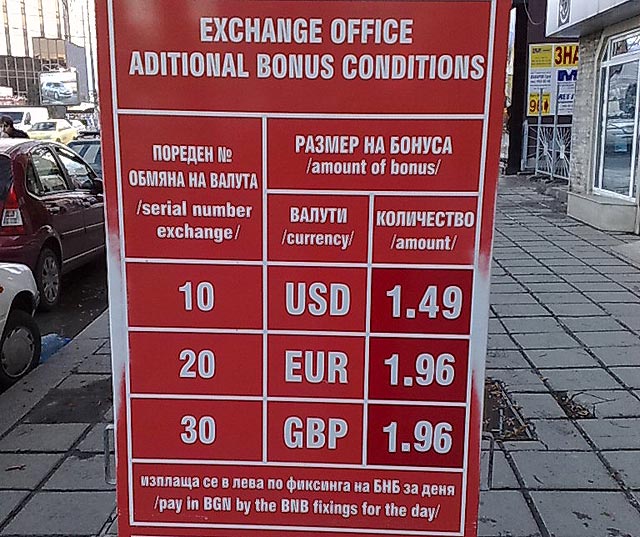 EXCHANGE OFFICE
ADITIONAL BONUS CONDITIONS
ПОРЕДЕН №
ОБМЯНА НА ВАЛУТА
/serial number
exchange/
РАЗМЕР НА БОНУСА
/amount of bonus/
ВАЛУТИ
/currency/
КОЛИЧЕСТВО
/amount/
10 USD 1.49
20 EUR 1.96
30 GBP 1.96
изплаща се в лева по фиксинга на БНБ за деня
/pay in BGN by the BNB fixings for the day/